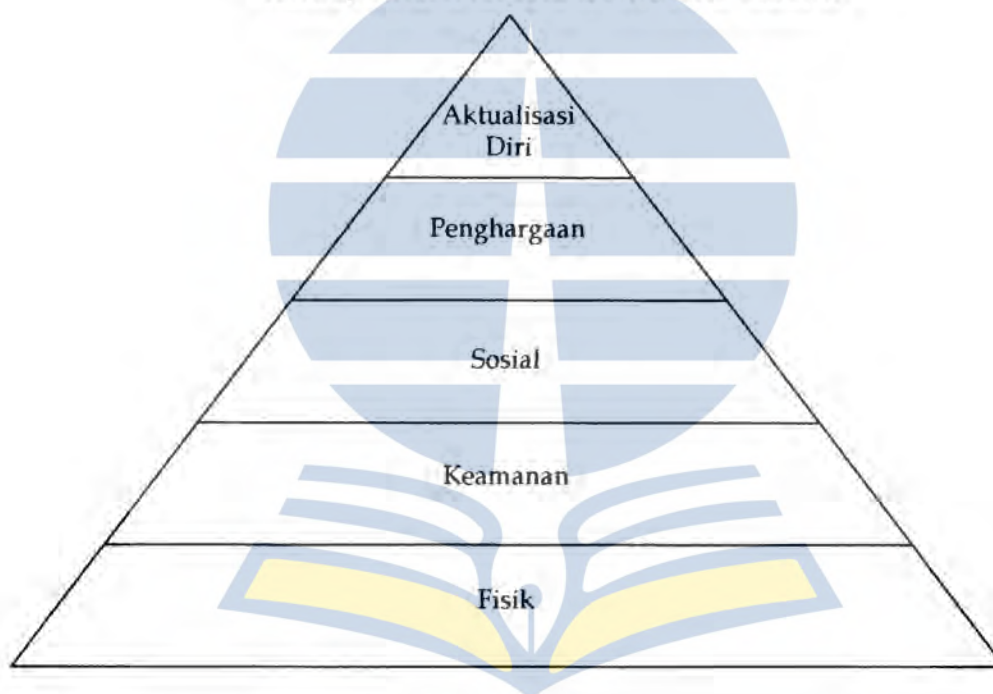 Aktualisasi
Diri
Penghargaan
Sosial
Keamanan
Fisik